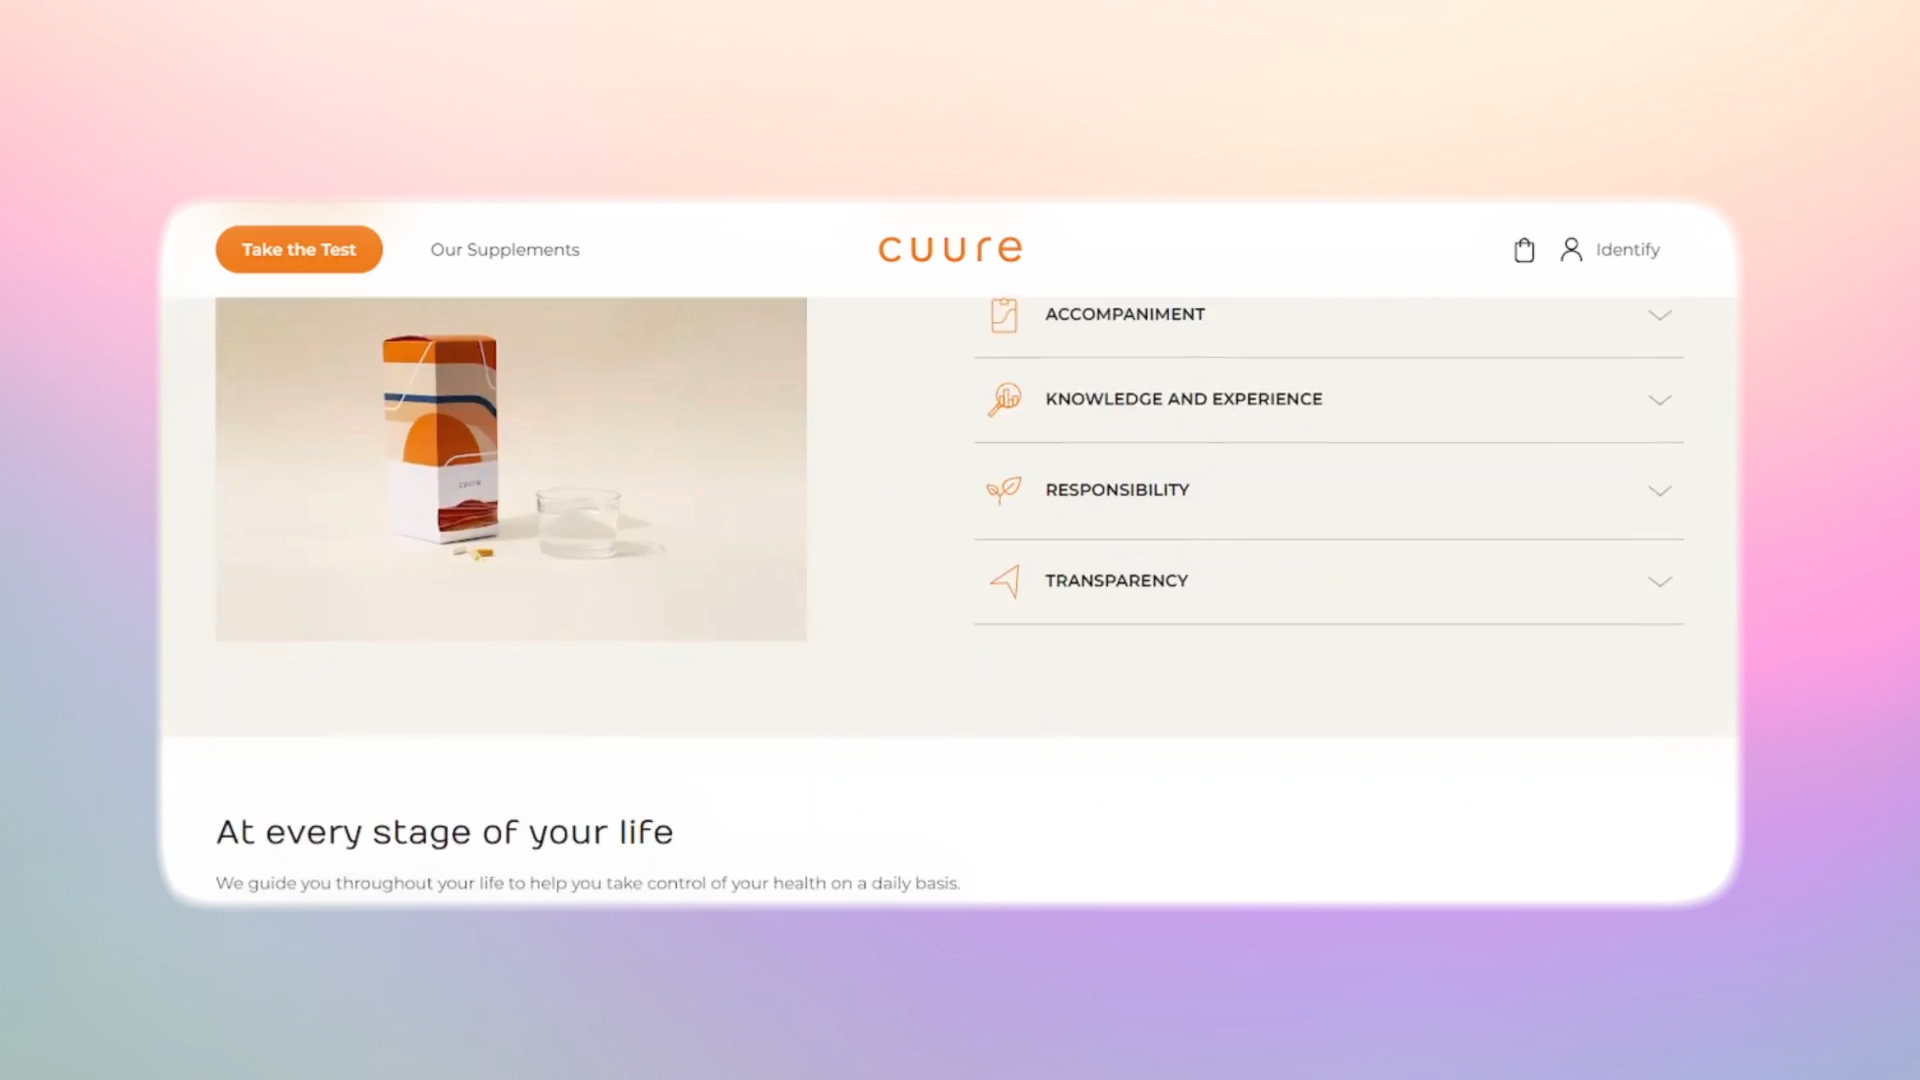 Take the Test
Our Supplements
cuure
Identify
ACCOMPANIMENT
KNOWLEDGE AND EXPERIENCE
cuure
RESPONSIBILITY
TRANSPARENCY
At every stage of your life
We guide you throughout your life to help you take control of your health on a daily basis.